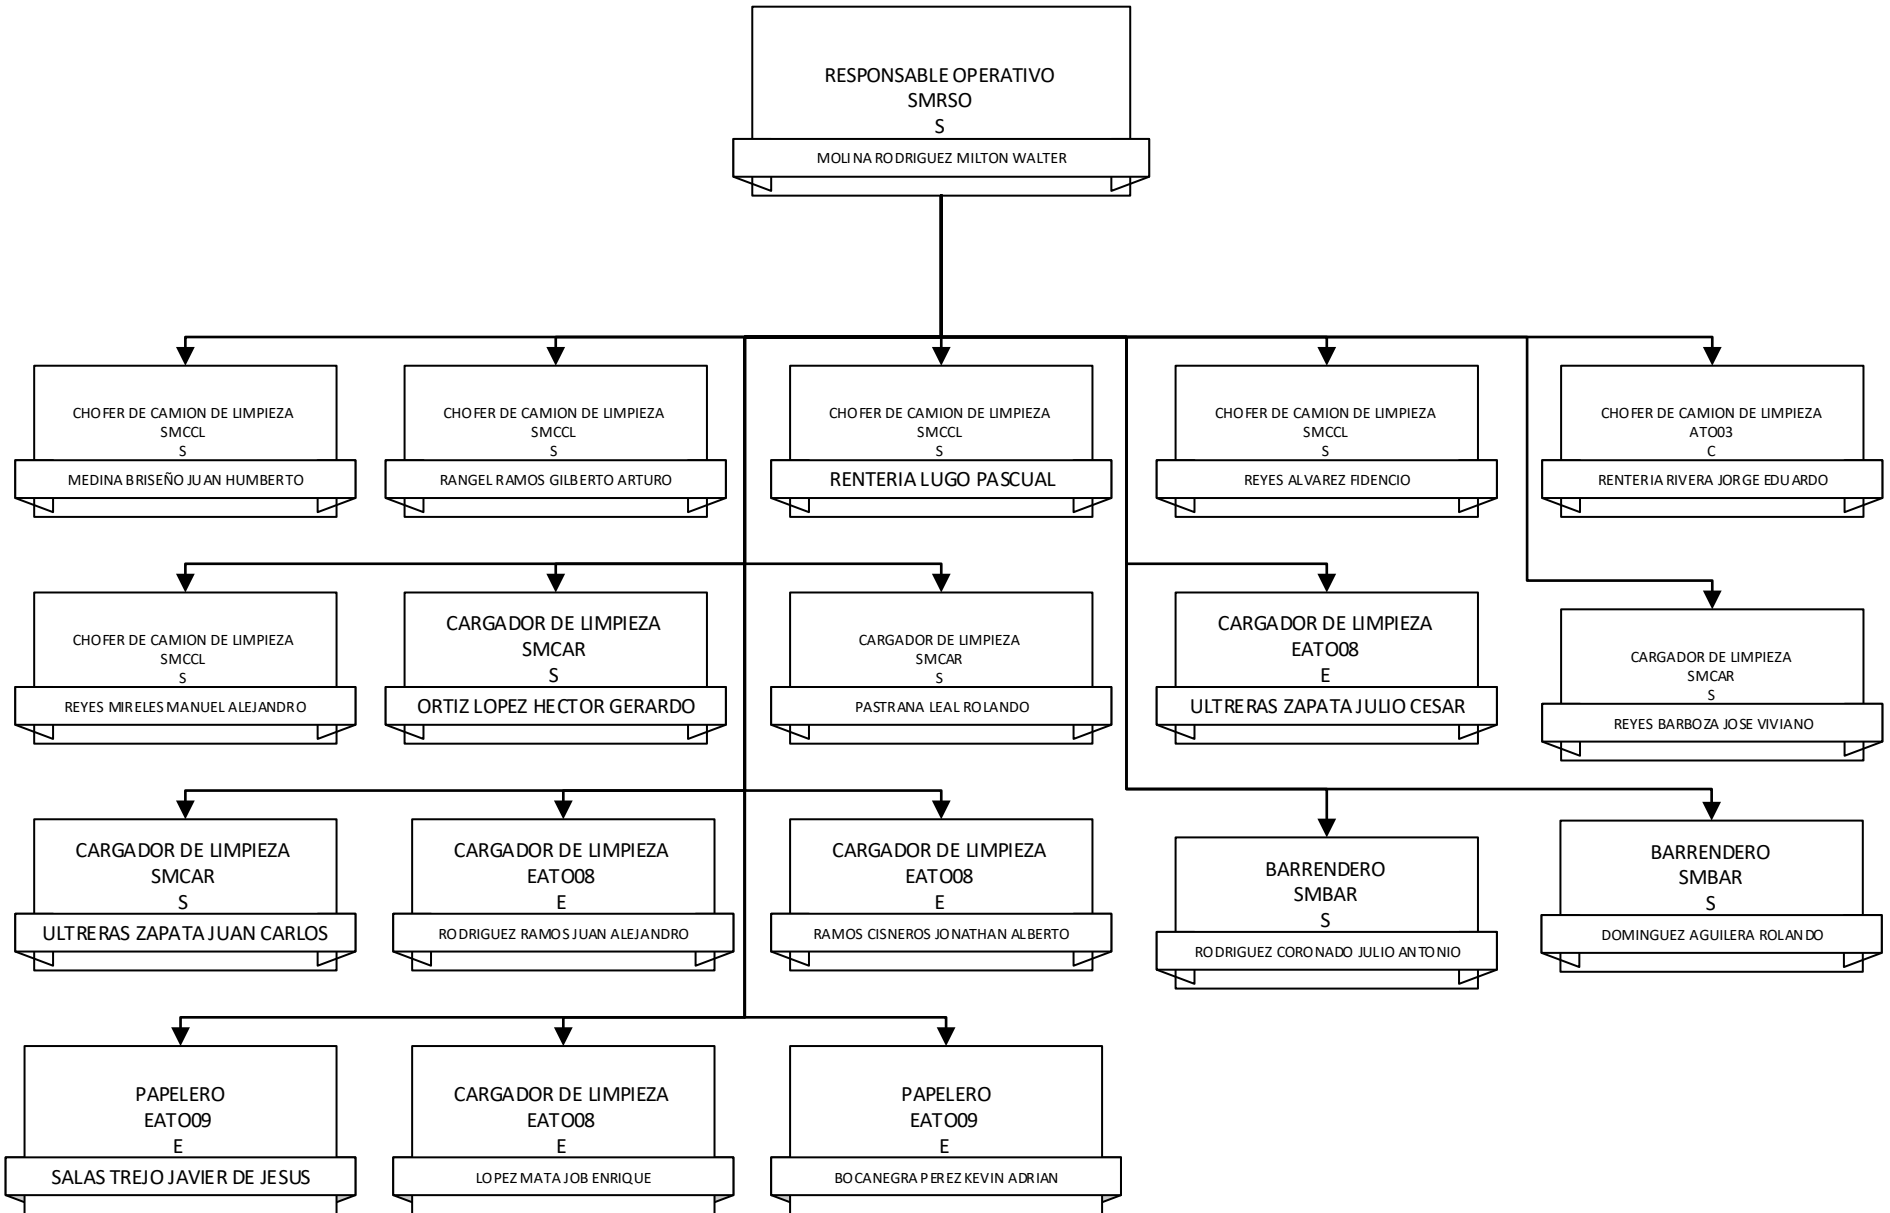 RESPONSABLE OPERATIVO
SMRSO
S
MOLINA RODRIGUEZ MILTON WALTER
CHOFER DE CAMION DE LIMPIEZA
SMCCL
S
MEDINA BRISEÑO JUAN HUMBERTO
CHOFER DE CAMION DE LIMPIEZA
SMCCL
S
RANGEL RAMOS GILBERTO ARTURO
CHOFER DE CAMION DE LIMPIEZA
SMCCL
S
RENTERIA LUGO PASCUAL
CHOFER DE CAMION DE LIMPIEZA
SMCCL
S
REYES ALVAREZ FIDENCIO
CHOFER DE CAMION DE LIMPIEZA
ATO03
C
RENTERIA RIVERA JORGE EDUARDO
CHOFER DE CAMION DE LIMPIEZA
SMCCL
S
REYES MIRELES MANUEL ALEJANDRO
CARGADOR DE LIMPIEZA
SMCAR
S
ORTIZ LOPEZ HECTOR GERARDO
CARGADOR DE LIMPIEZA
SMCAR
S
PASTRANA LEAL ROLANDO
CARGADOR DE LIMPIEZA
EATO08
E
ULTRERAS ZAPATA JULIO CESAR
CARGADOR DE LIMPIEZA
SMCAR
S
REYES BARBOZA JOSE VIVIANO
CARGADOR DE LIMPIEZA
SMCAR
S
ULTRERAS ZAPATA JUAN CARLOS
CARGADOR DE LIMPIEZA
EATO08
E
RODRIGUEZ RAMOS JUAN ALEJANDRO
CARGADOR DE LIMPIEZA
EATO08
E
RAMOS CISNEROS JONATHAN ALBERTO
BARRENDERO
SMBAR
S
RODRIGUEZ CORONADO JULIO ANTONIO
BARRENDERO
SMBAR
S
DOMINGUEZ AGUILERA ROLANDO
PAPELERO
EATO09
E
SALAS TREJO JAVIER DE JESUS
CARGADOR DE LIMPIEZA
EATO08
E
LOPEZ MATA JOB ENRIQUE
PAPELERO
EATO09
E
BOCANEGRA PEREZ KEVIN ADRIAN